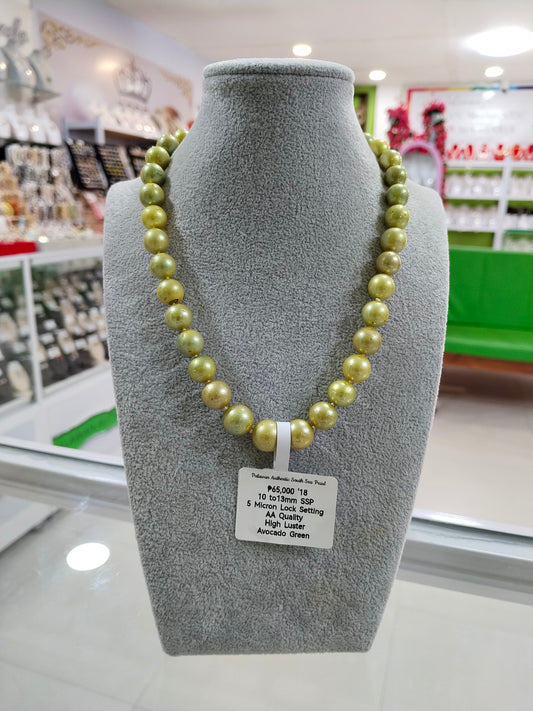 Palawan Authentic South Sea Pearl
₱65,000 '18
10 to13mm SSP
5 Micron Lock Setting
AA Quality
High Luster
Avocado Green